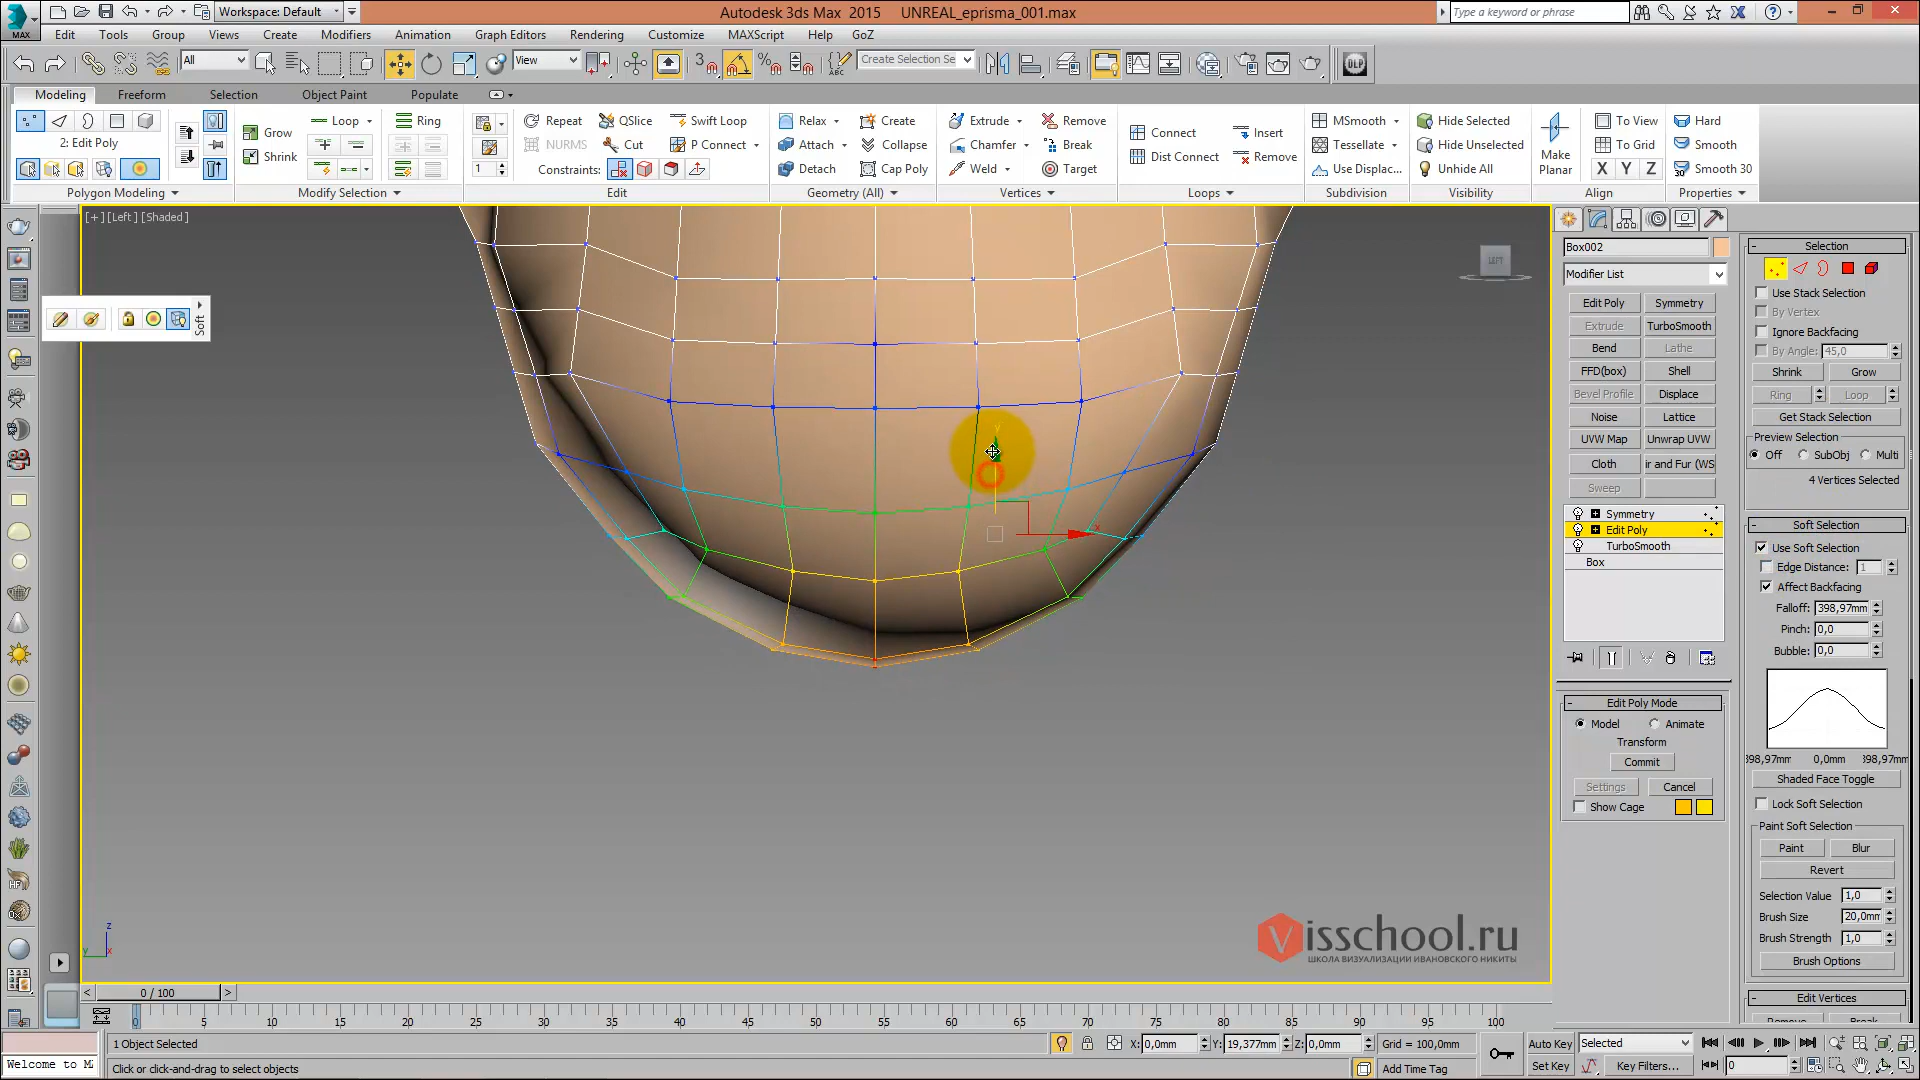 Workspace: Default
Autodesk 3ds Max 2015 UNREAL_eprisma_001.max
Type a keyword or phrase
MAX
Edit Tools Group Views Create Modifiers Animation Graph Editors Rendering Customize MAXScript Help GoZ
All
View
3
Create Selection Se
Modeling Freeform Selection Object Paint Populate
2: Edit Poly
Polygon Modeling
Grow
Shrink
Loop
Ring
Modify Selection
1
Repeat QSlice Swift Loop
NURMS Cut P Connect
Constraints:
Edit
Relax Create
Attach Collapse
Detach Cap Poly
Geometry (All)
Extrude Remove
Chamfer Break
Weld Target
Vertices
Connect Insert
Dist Connect Remove
Loops
MSmooth
Tessellate
Use Displac...
Subdivision
Hide Selected
Hide Unselected
Unhide All
Visibility
Make Planar
To View
To Grid
X Y Z
Align
Hard
Smooth
Smooth 30
Properties
[+] [Left] [Shaded]
Soft
LEFT
Box002
Modifier List
Edit Poly Symmetry
Extrude TurboSmooth
Bend Lathe
FFD(box) Shell
Bevel Profile Displace
Noise Lattice
UVW Map Unwrap UVW
Cloth ir and Fur (WS
Sweep
Symmetry
Edit Poly
TurboSmooth
Box
Edit Poly Mode
Model Animate
Transform
Commit
Settings Cancel
Show Cage
Selection
Use Stack Selection
By Vertex
Ignore Backfacing
By Angle: 45,0
Shrink Grow
Ring Loop
Get Stack Selection
Preview Selection
Off SubObj Multi
4 Vertices Selected
Soft Selection
Use Soft Selection
Edge Distance: 1
Affect Backfacing
Falloff: 398,97mm
Pinch: 0,0
Bubble: 0,0
398,97mm 0,0mm 398,97mm
Shaded Face Toggle
Lock Soft Selection
Paint Soft Selection
Paint Blur
Revert
Selection Value 1,0
Brush Size 20,0mm
Brush Strength 1,0
Brush Options
Edit Vertices
Remove Break
y
x
z
y x
Visschool.ru
ШКОЛА ВИЗУАЛИЗАЦИИ ИВАНОВСКОГО НИКИТЫ
0 / 100
0 5 10 15 20 25 30 35 40 45 50 55 60 65 70 75 80 85 90 95 100
1 Object Selected
X: 0,0mm Y: 19,377mm Z: 0,0mm Grid = 100,0mm
Auto Key Selected
Welcome to M
Click or click-and-drag to select objects
Add Time Tag
Set Key Key Filters... 0